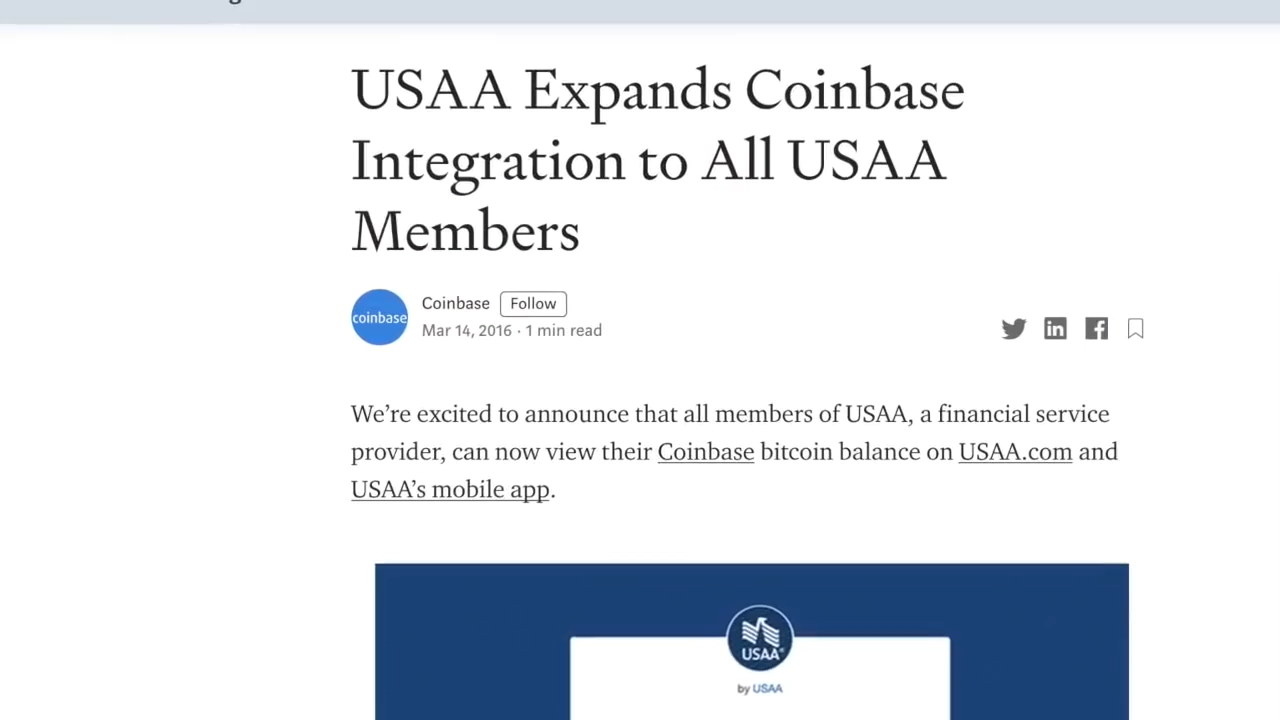 USAA Expands Coinbase
Integration to All USAA
Members
coinbase
Coinbase Follow
Mar 14, 2016 · 1 min read
We’re excited to announce that all members of USAA, a financial service
provider, can now view their Coinbase bitcoin balance on USAA.com and
USAA’s mobile app.
USAA®
by USAA